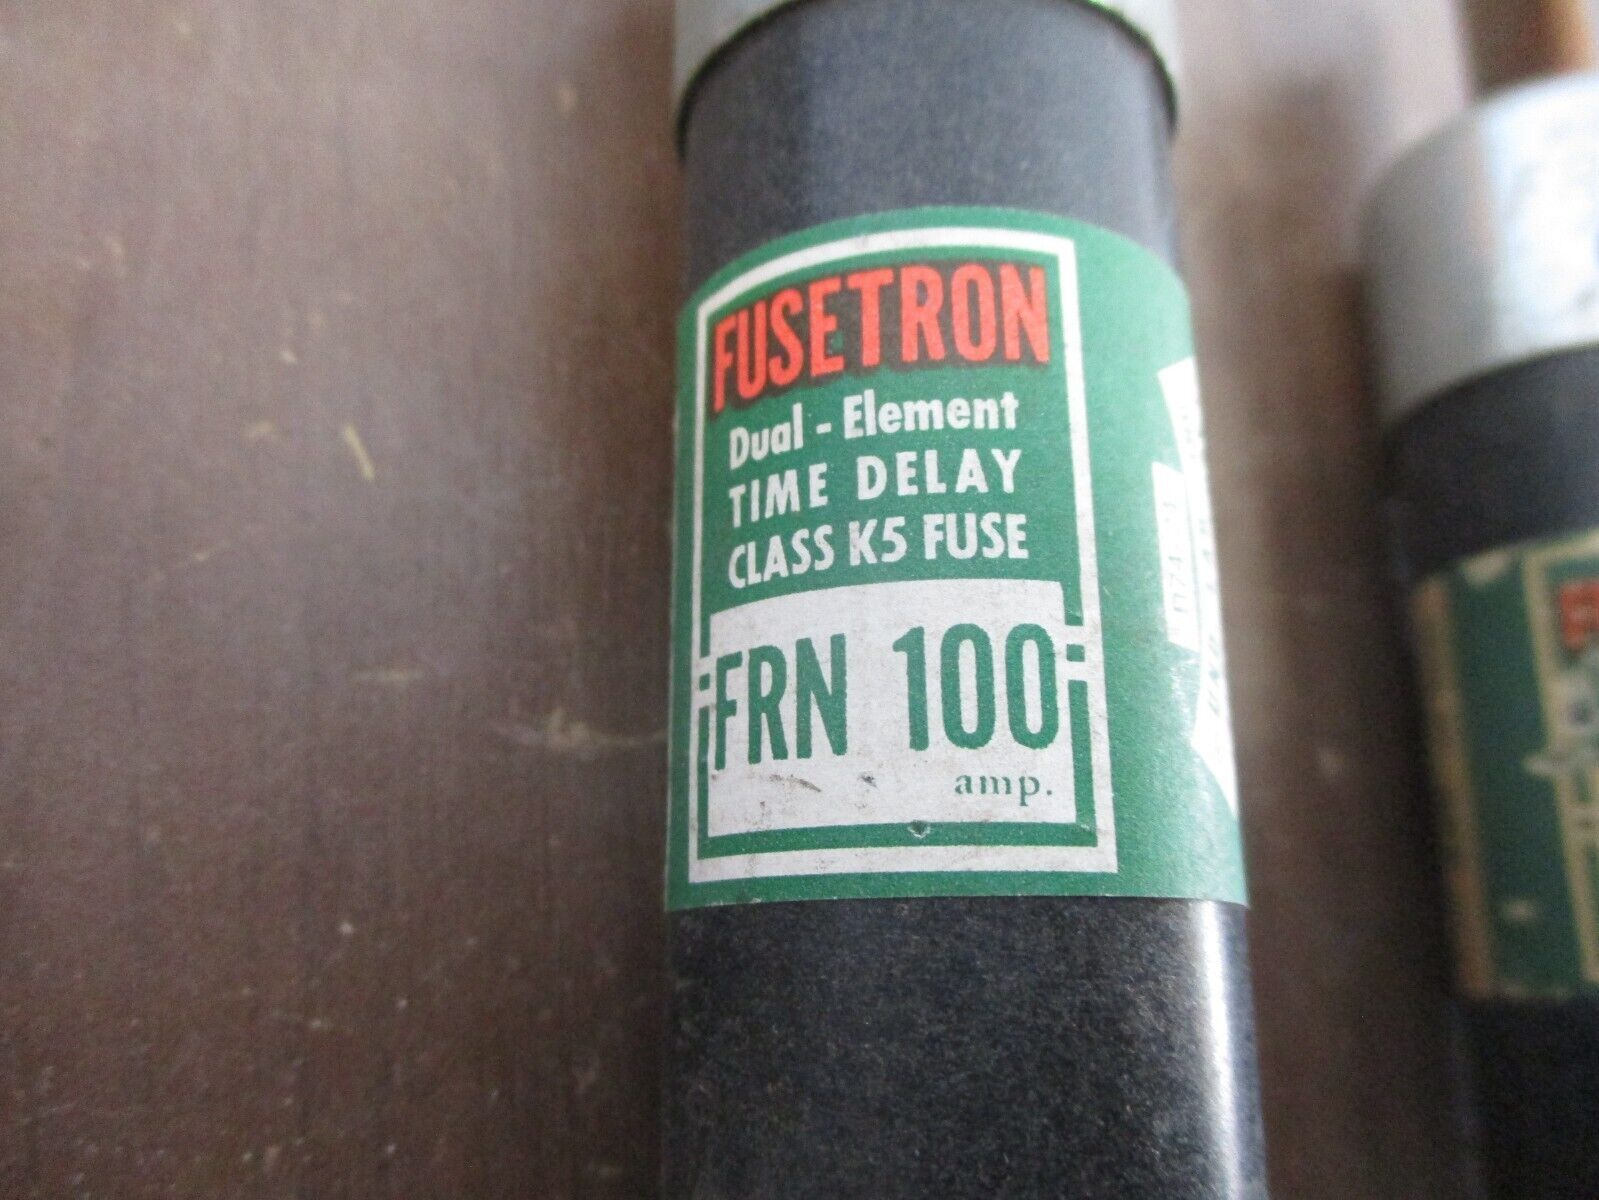 FUSETRON
Dual - Element
TIME DELAY
CLASS K5 FUSE
FRN 100
amp.